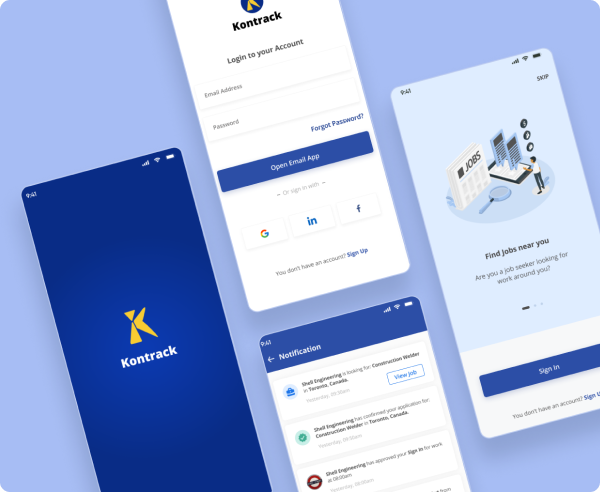 9:41
Kontrack
Kontrack
Login to your Account
Email Address
Password
Forgot Password?
Open Email App
Or sign in with
G
in
f
You don't have an account? Sign Up
9:41
Notification
Shell Engineering is looking for: Construction Welder
in Toronto, Canada.
Yesterday, 09:30am
View Job
Shell Engineering has confirmed your application for
Construction Welder in Toronto, Canada.
Yesterday, 09:30am
Shell Engineering has approved your Sign in for work
at 08:00am
Yesterday, 09:00am
from
9:41
SKIP
JOBS
Find Jobs near you
Are you a job seeker looking for
work around you?
Sign In
You don't have an account? Sign U